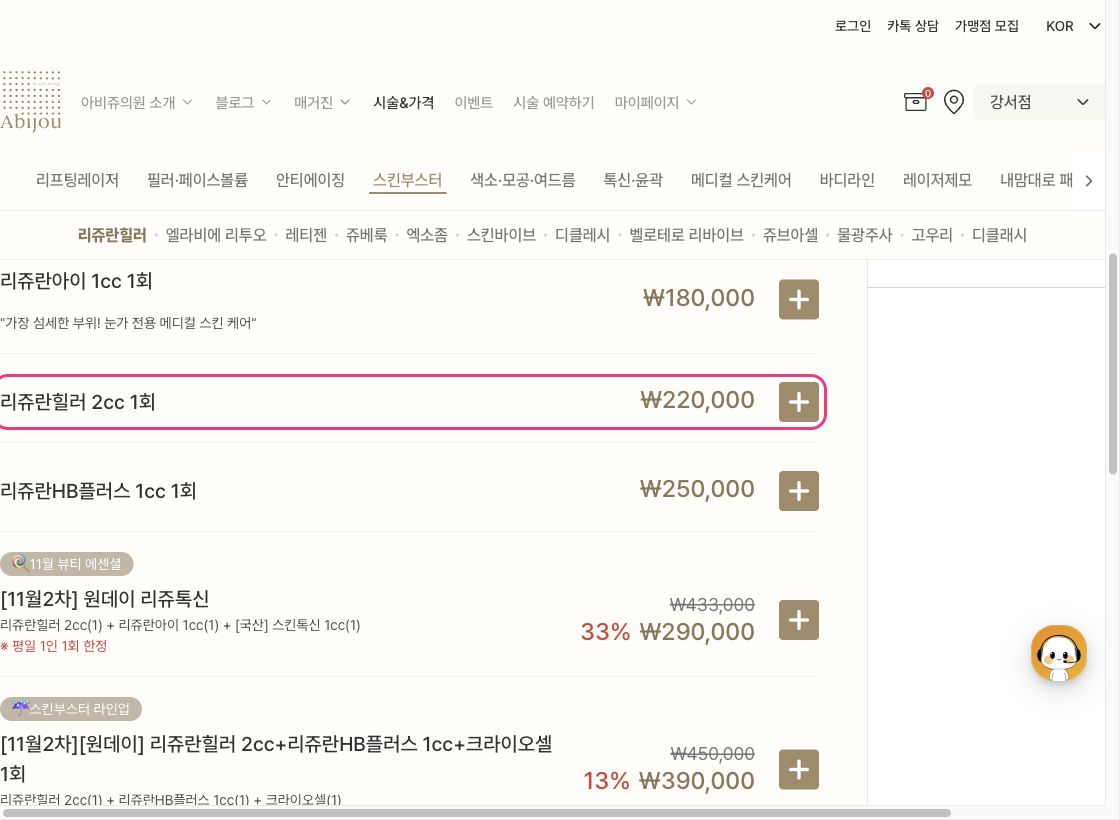 로그인 카톡 상담 가맹점 모집 KOR
Abijou
아비쥬의원 소개 블로그 매거진 시술&가격 이벤트 시술 예약하기 마이페이지
0
강서점
리프팅레이저 필러·페이스볼륨 안티에이징 스킨부스터 색소·모공·여드름 톡신·윤곽 메디컬 스킨케어 바디라인 레이저제모 내맘대로 패
리쥬란힐러 · 엘라비에 리투오 · 레티젠 · 쥬베룩 · 엑소좀 · 스킨바이브 · 디클레시 · 벨로테로 리바이브 · 쥬브아셀 · 물광주사 · 고우리 · 디클래시
리쥬란아이 1cc 1회
₩180,000
"가장 섬세한 부위! 눈가 전용 메디컬 스킨 케어"
리쥬란힐러 2cc 1회
₩220,000
리쥬란HB플러스 1cc 1회
₩250,000
🍭11월 뷰티 에센셜
[11월2차] 원데이 리쥬톡신
리쥬란힐러 2cc(1) + 리쥬란아이 1cc(1) + [국산] 스킨톡신 1cc(1)
※ 평일 1인 1회 한정
₩433,000
33% ₩290,000
☔스킨부스터 라인업
[11월2차][원데이] 리쥬란힐러 2cc+리쥬란HB플러스 1cc+크라이오셀
1회
리쥬란힐러 2cc(1) + 리쥬란HB플러스 1cc(1) + 크라이오셀(1)
₩450,000
13% ₩390,000